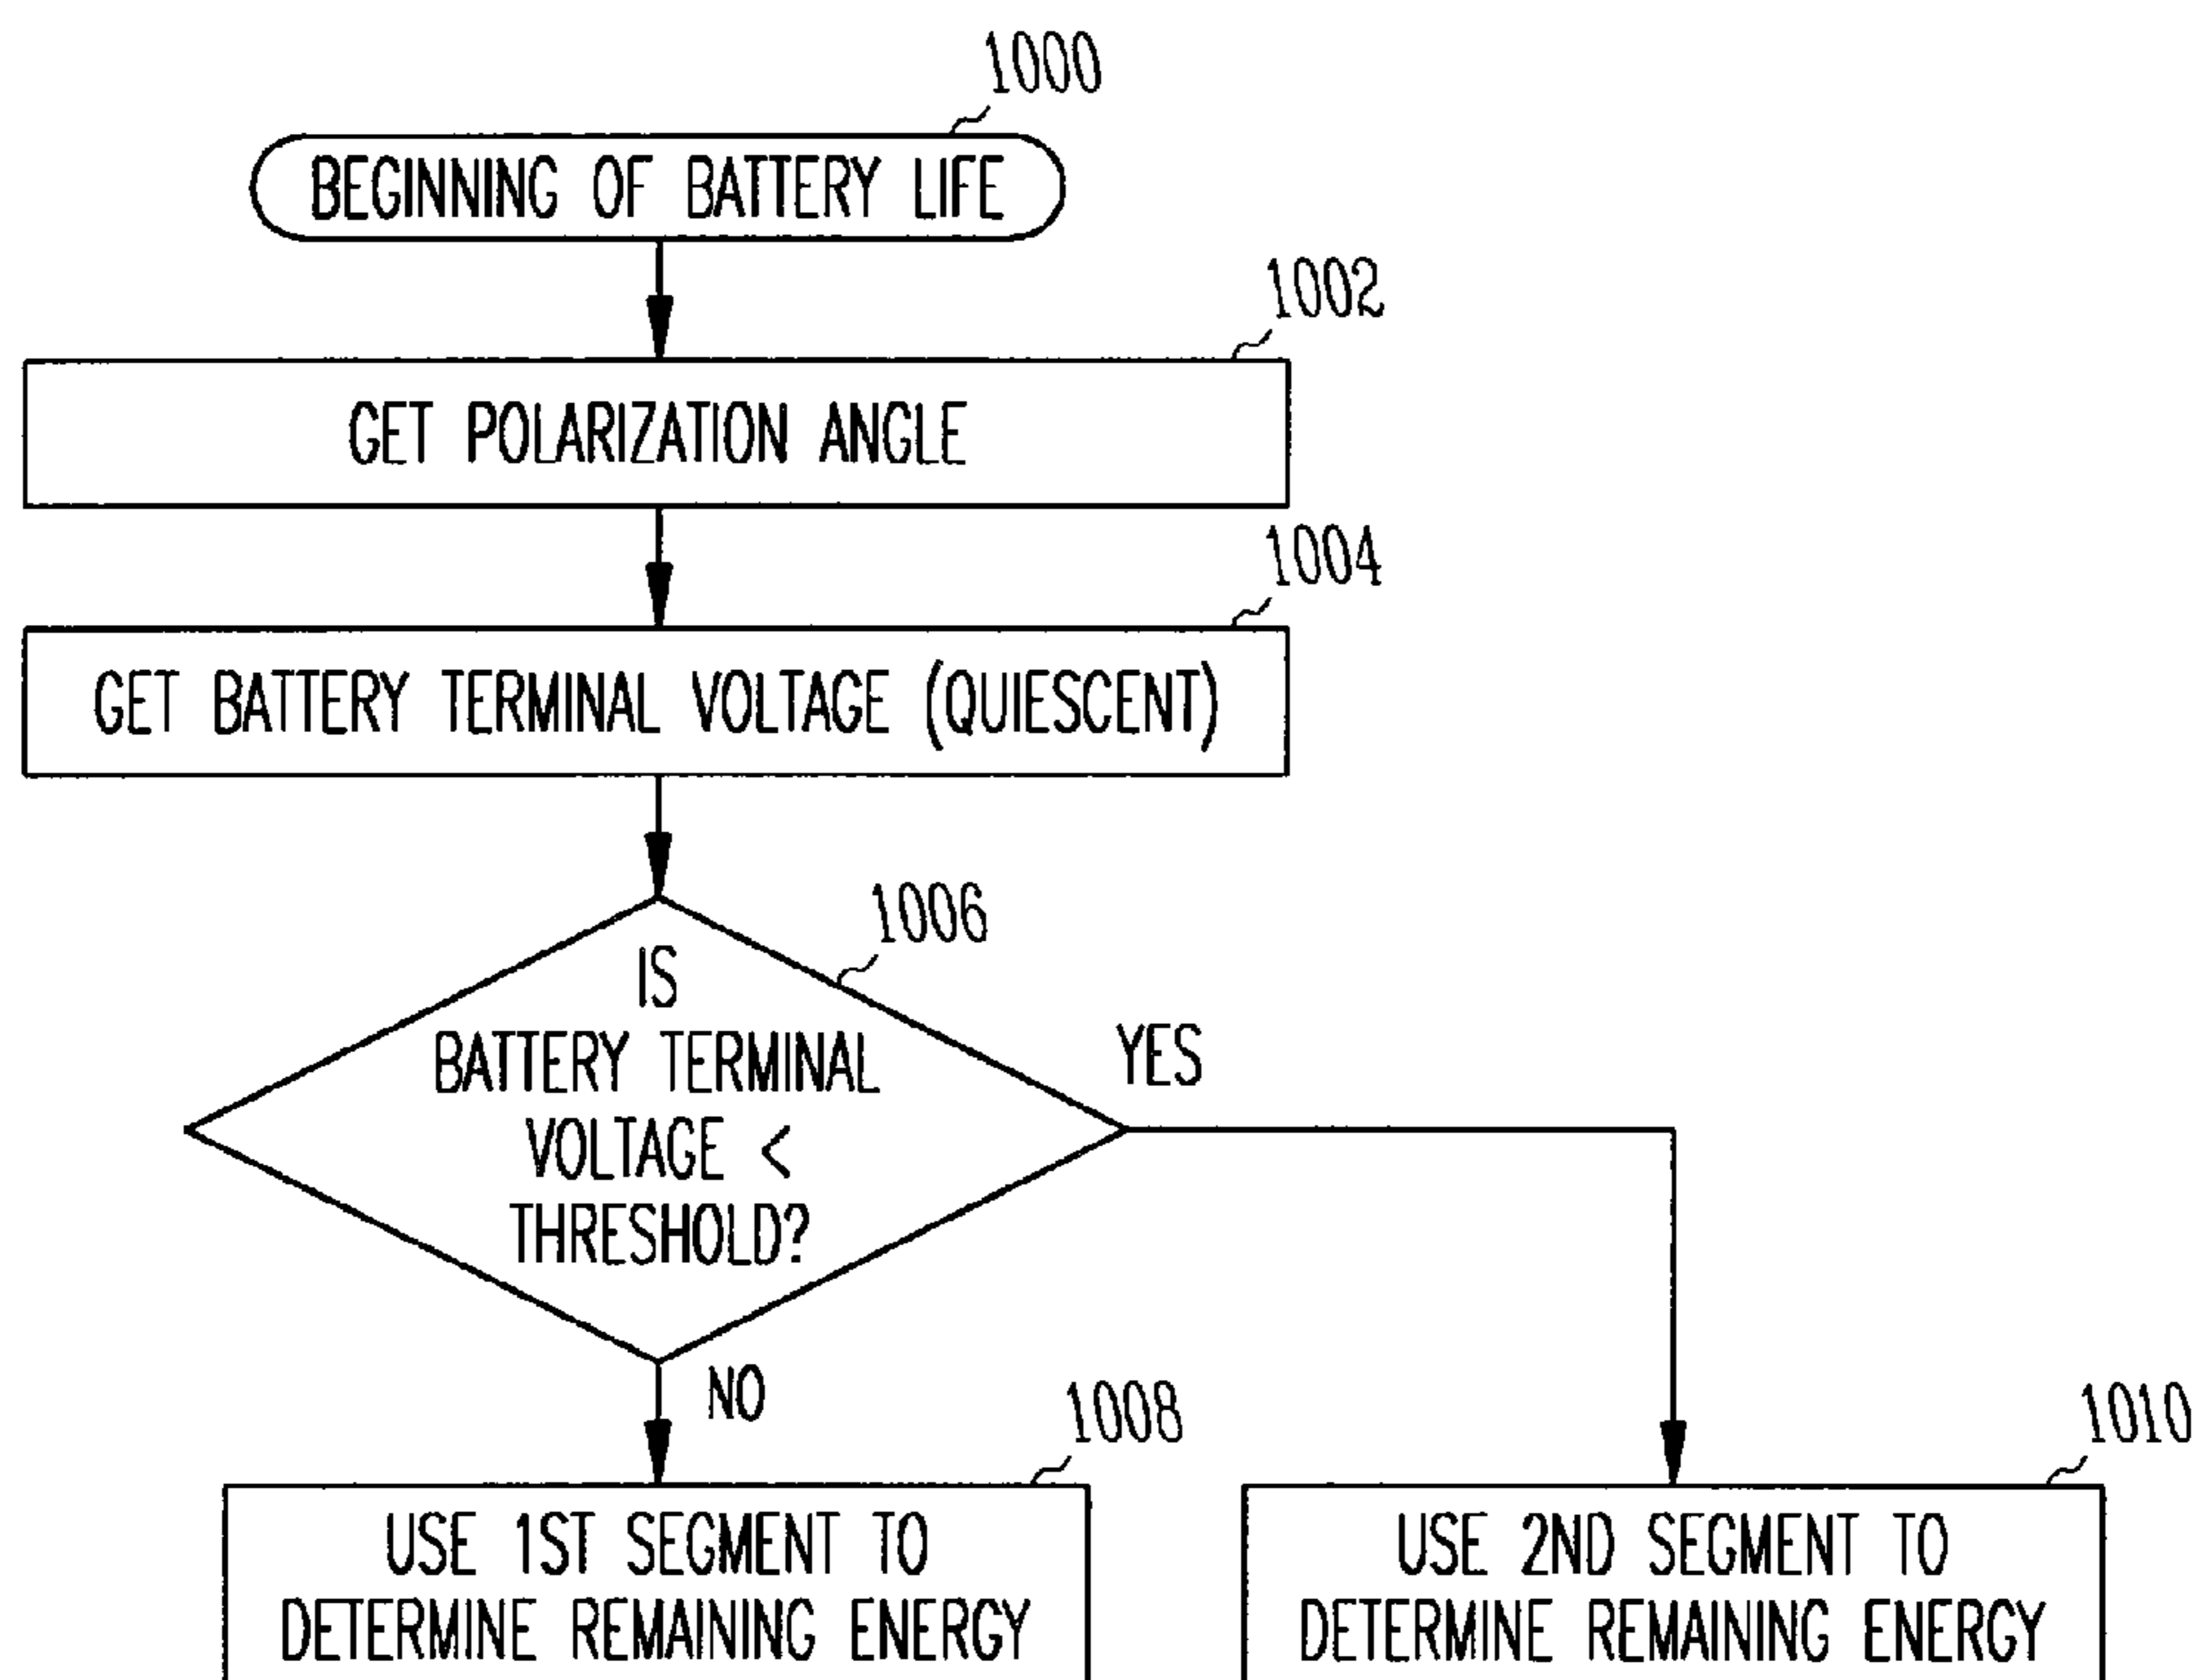 1000
BEGINNING OF BATTERY LIFE
1002
GET POLARIZATION ANGLE
1004
GET BATTERY TERMINAL VOLTAGE (QUIESCENT)
1006
IS
BATTERY TERMINAL
VOLTAGE <
THRESHOLD?
YES
NO
1008
USE 1ST SEGMENT TO
DETERMINE REMAINING ENERGY
1010
USE 2ND SEGMENT TO
DETERMINE REMAINING ENERGY